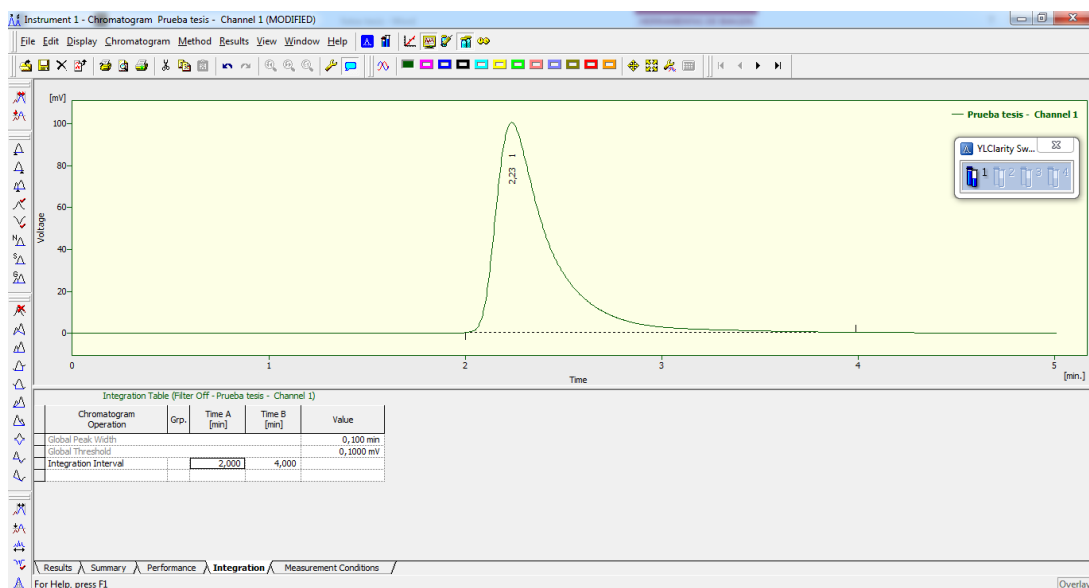 Instrument 1 - Chromatogram Prueba tesis - Channel 1 (MODIFIED)
File Edit Display Chromatogram Method Results View Window Help
[mV]
Prueba tesis - Channel 1
YLClarity Sw...
1 2 3 4
100
80
60
40
20
0
Voltage
2,23 1
0 1 2 3 4 5
Time
[min.]
Integration Table (Filter Off - Prueba tesis - Channel 1)
Chromatogram Operation Grp. Time A [min] Time B [min] Value
Global Peak Width 0,100 min
Global Threshold 0,1000 mV
Integration Interval 2,000 4,000
Results Summary Performance Integration Measurement Conditions
For Help, press F1
Overlay